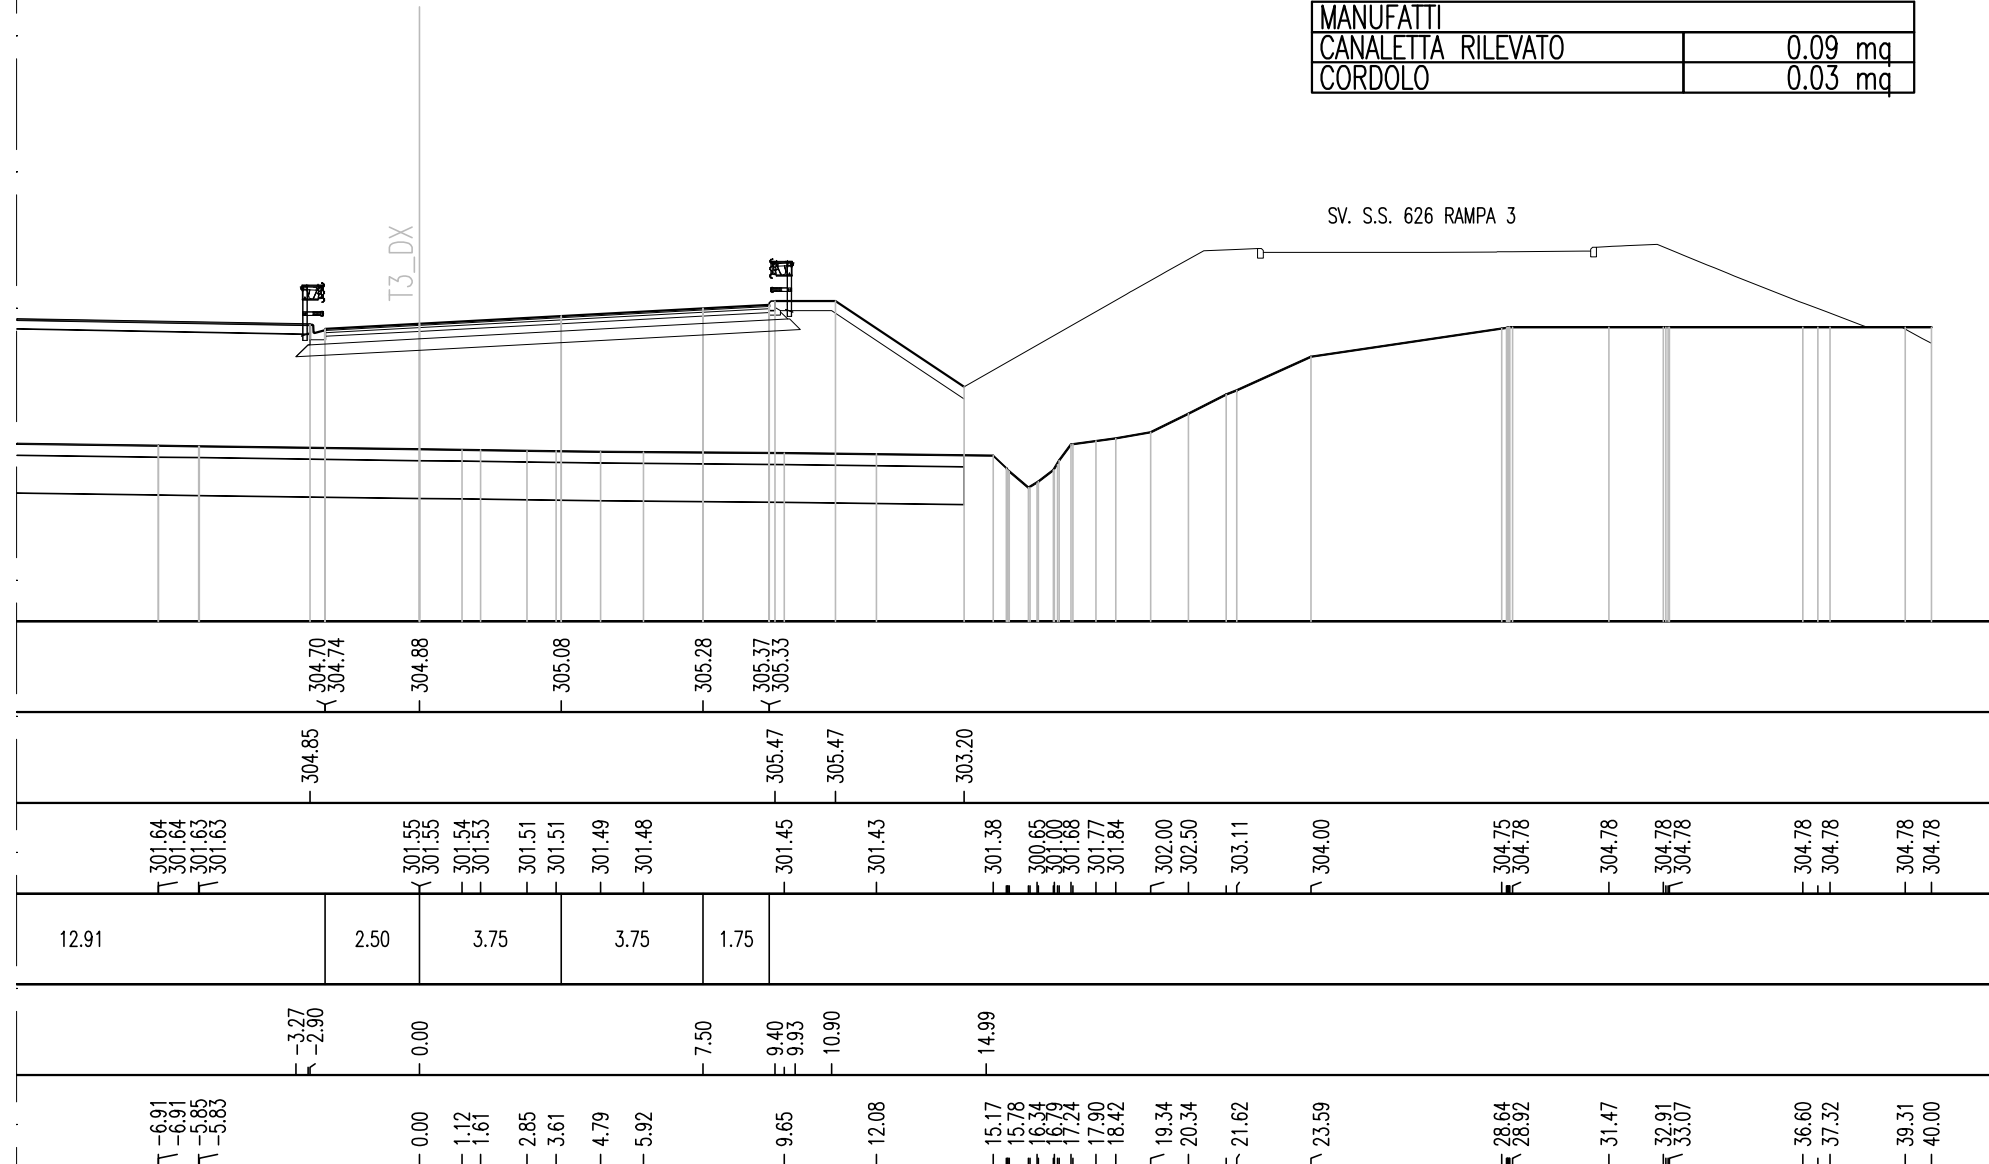 MANUFATTI
CANALETTA RILEVATO 0.09 mq
CORDOLO 0.03 mq
SV. S.S. 626 RAMPA 3
T3_DX
304.70 304.74 304.88 305.08 305.28 305.37 305.33
304.85 305.47 305.47 303.20
301.64 301.64 301.63 301.63 301.55 301.55 301.54 301.53 301.51 301.51 301.49 301.48 301.45 301.43 301.38 300.65 301.00 301.68 301.77 301.84 302.00 302.50 303.11 304.00 304.75 304.78 304.78 304.78 304.78 304.78 304.78 304.78 304.78
12.91 2.50 3.75 3.75 1.75
-3.27 -2.90 0.00 7.50 9.40 9.93 10.90 14.99
-6.91 -6.91 -5.85 -5.83 0.00 1.12 1.61 2.85 3.61 4.79 5.92 9.65 12.08 15.17 15.78 16.34 16.79 17.24 17.90 18.42 19.34 20.34 21.62 23.59 28.64 28.92 31.47 32.91 33.07 36.60 37.32 39.31 40.00